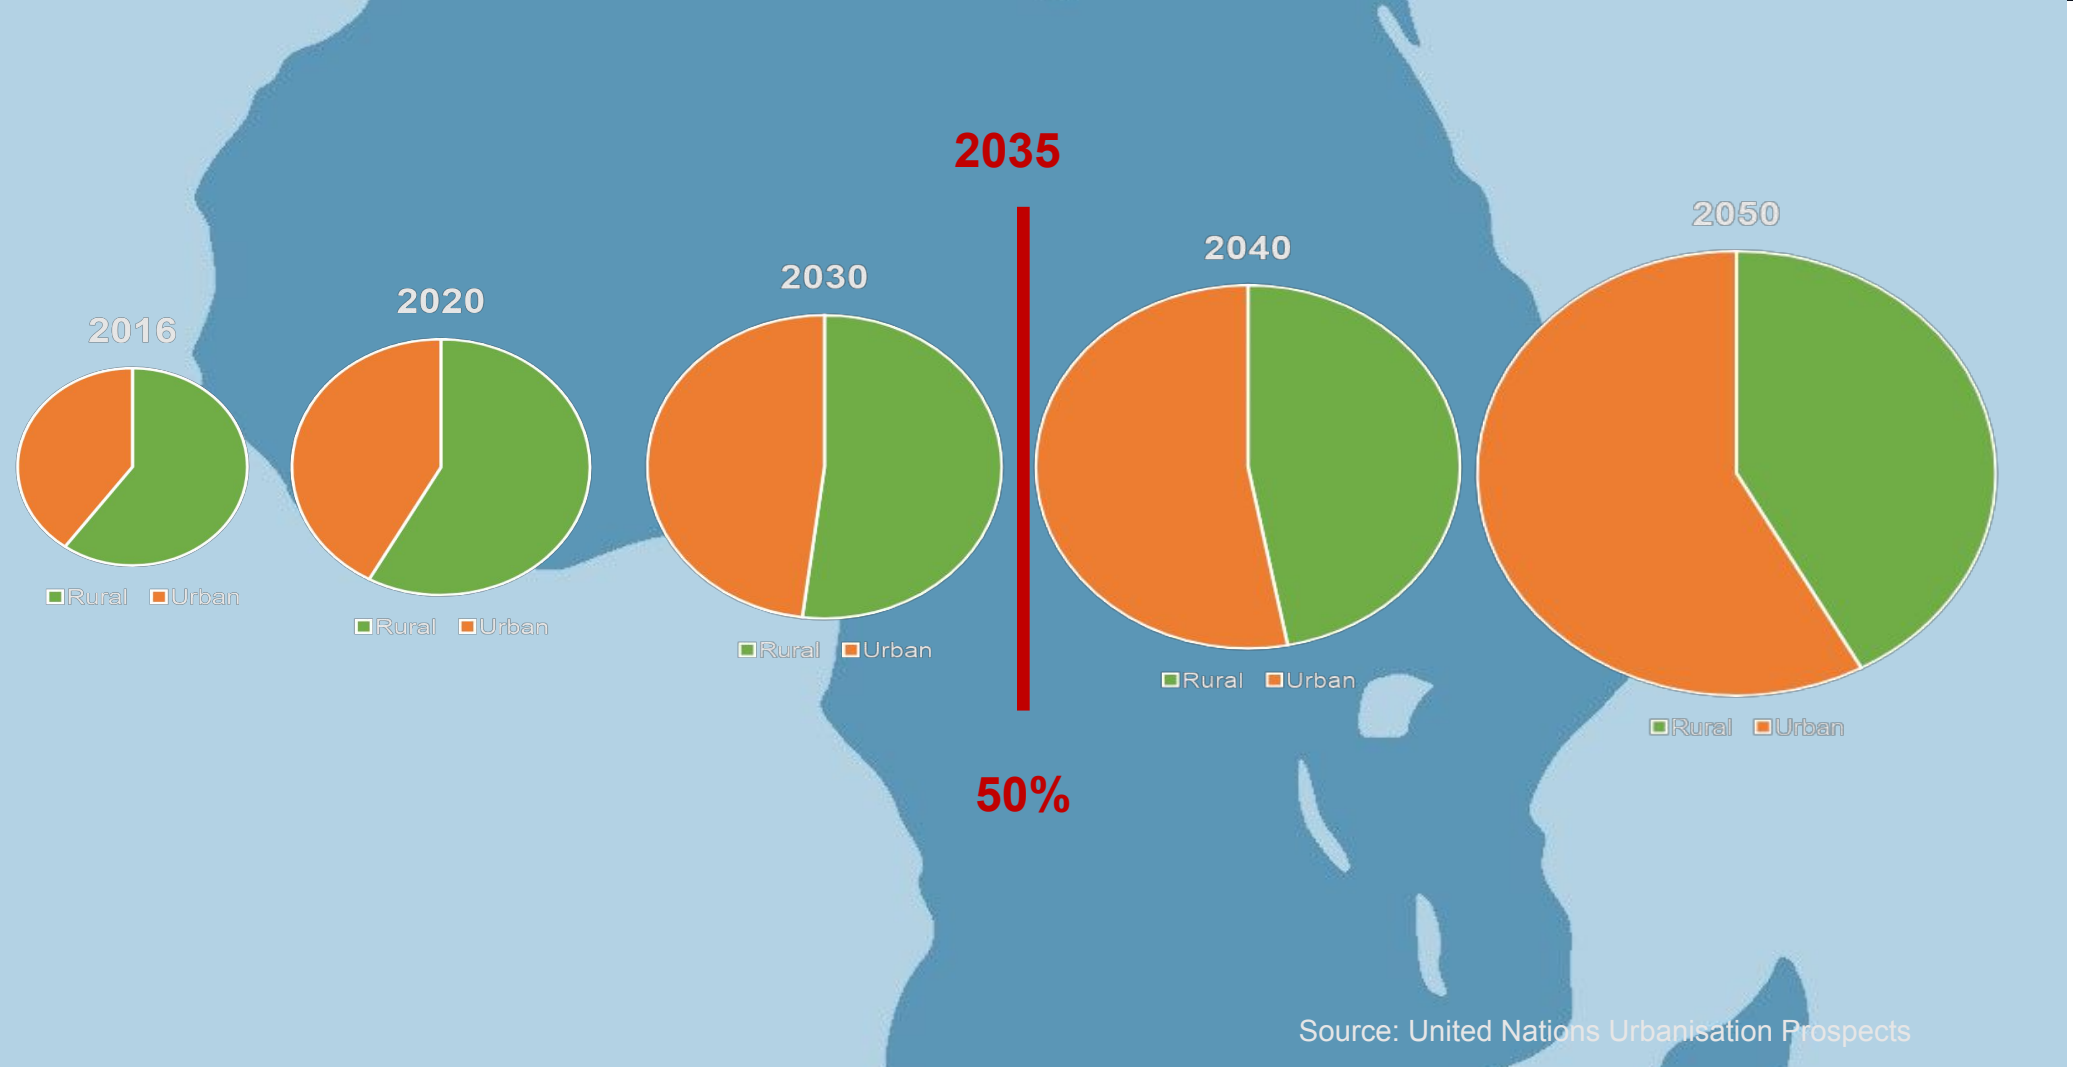 2035
2050
2040
2030
2020
2016
Rural Urban
Rural Urban
Rural Urban
Rural Urban
Rural Urban
50%
Source: United Nations Urbanisation Prospects